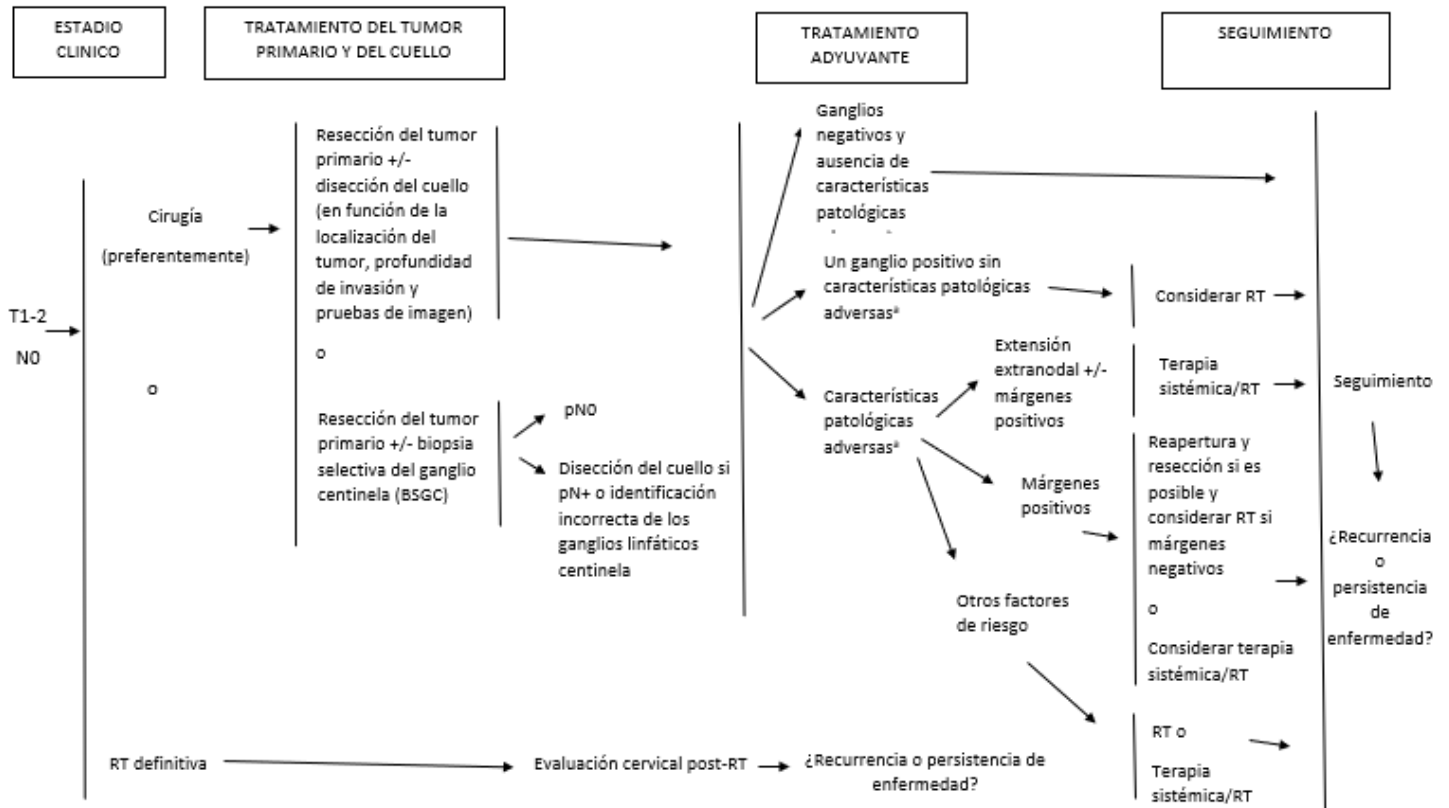 ESTADIO
CLINICO
TRATAMIENTO DEL TUMOR
PRIMARIO Y DEL CUELLO
TRATAMIENTO
ADYUVANTE
SEGUIMIENTO
T1-2
N0
Cirugía
(preferentemente)
o
RT definitiva
Resección del tumor
primario +/-
disección del cuello
(en función de la
localización del
tumor, profundidad
de invasión y
pruebas de imagen)
o
Resección del tumor
primario +/- biopsia
selectiva del ganglio
centinela (BSGC)
pN0
Disección del cuello si
pN+ o identificación
incorrecta de los
ganglios linfáticos
centinela
Evaluación cervical post-RT
¿Recurrencia o persistencia de
enfermedad?
Ganglios
negativos y
ausencia de
características
patológicas
Un ganglio positivo sin
características patológicas
adversasª
Características
patológicas
adversasª
Extensión
extranodal +/-
márgenes
positivos
Márgenes
positivos
Otros factores
de riesgo
Considerar RT
Terapia
sistémica/RT
Reapertura y
resección si es
posible y
considerar RT si
márgenes
negativos
o
Considerar terapia
sistémica/RT
RT o
Terapia
sistémica/RT
Seguimiento
¿Recurrencia
o
persistencia
de
enfermedad?